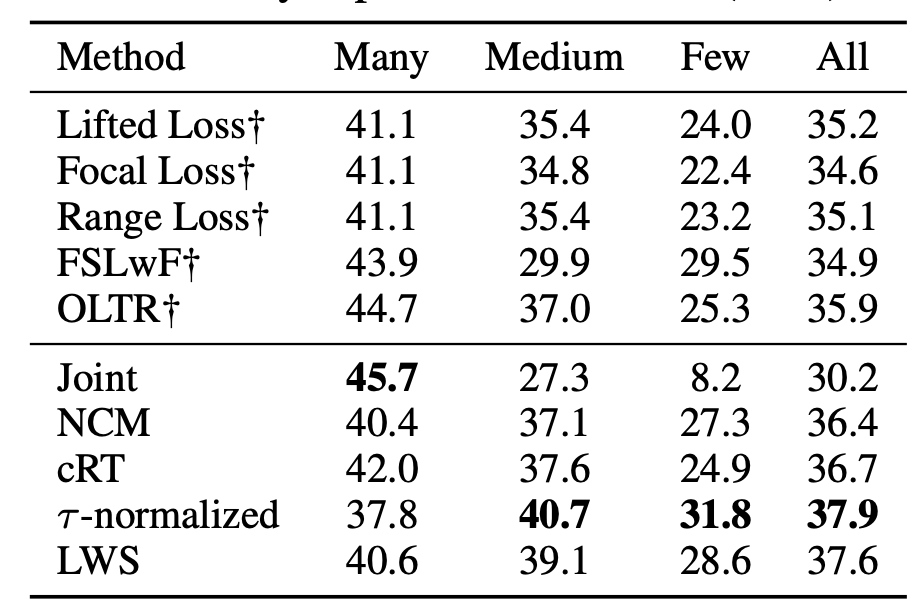 Method Many Medium Few All
Lifted Loss† 41.1 35.4 24.0 35.2
Focal Loss† 41.1 34.8 22.4 34.6
Range Loss† 41.1 35.4 23.2 35.1
FSLwF† 43.9 29.9 29.5 34.9
OLTR† 44.7 37.0 25.3 35.9
Joint 45.7 27.3 8.2 30.2
NCM 40.4 37.1 27.3 36.4
cRT 42.0 37.6 24.9 36.7
τ-normalized 37.8 40.7 31.8 37.9
LWS 40.6 39.1 28.6 37.6